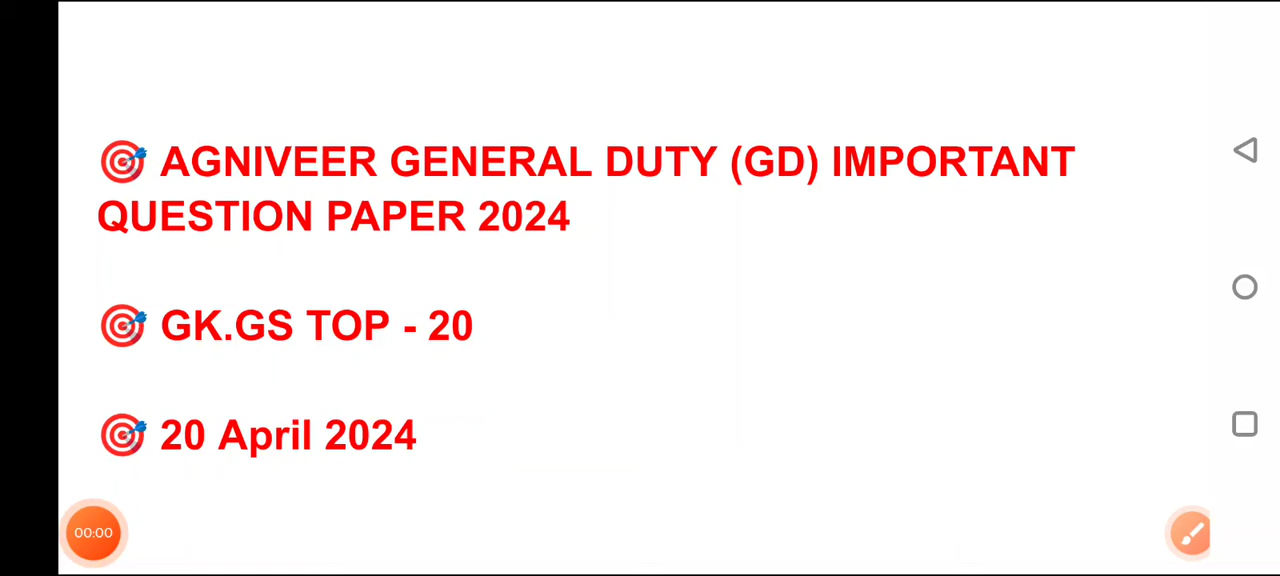 🎯 AGNIVEER GENERAL DUTY (GD) IMPORTANT
QUESTION PAPER 2024
🎯 GK.GS TOP - 20
🎯 20 April 2024
00:00